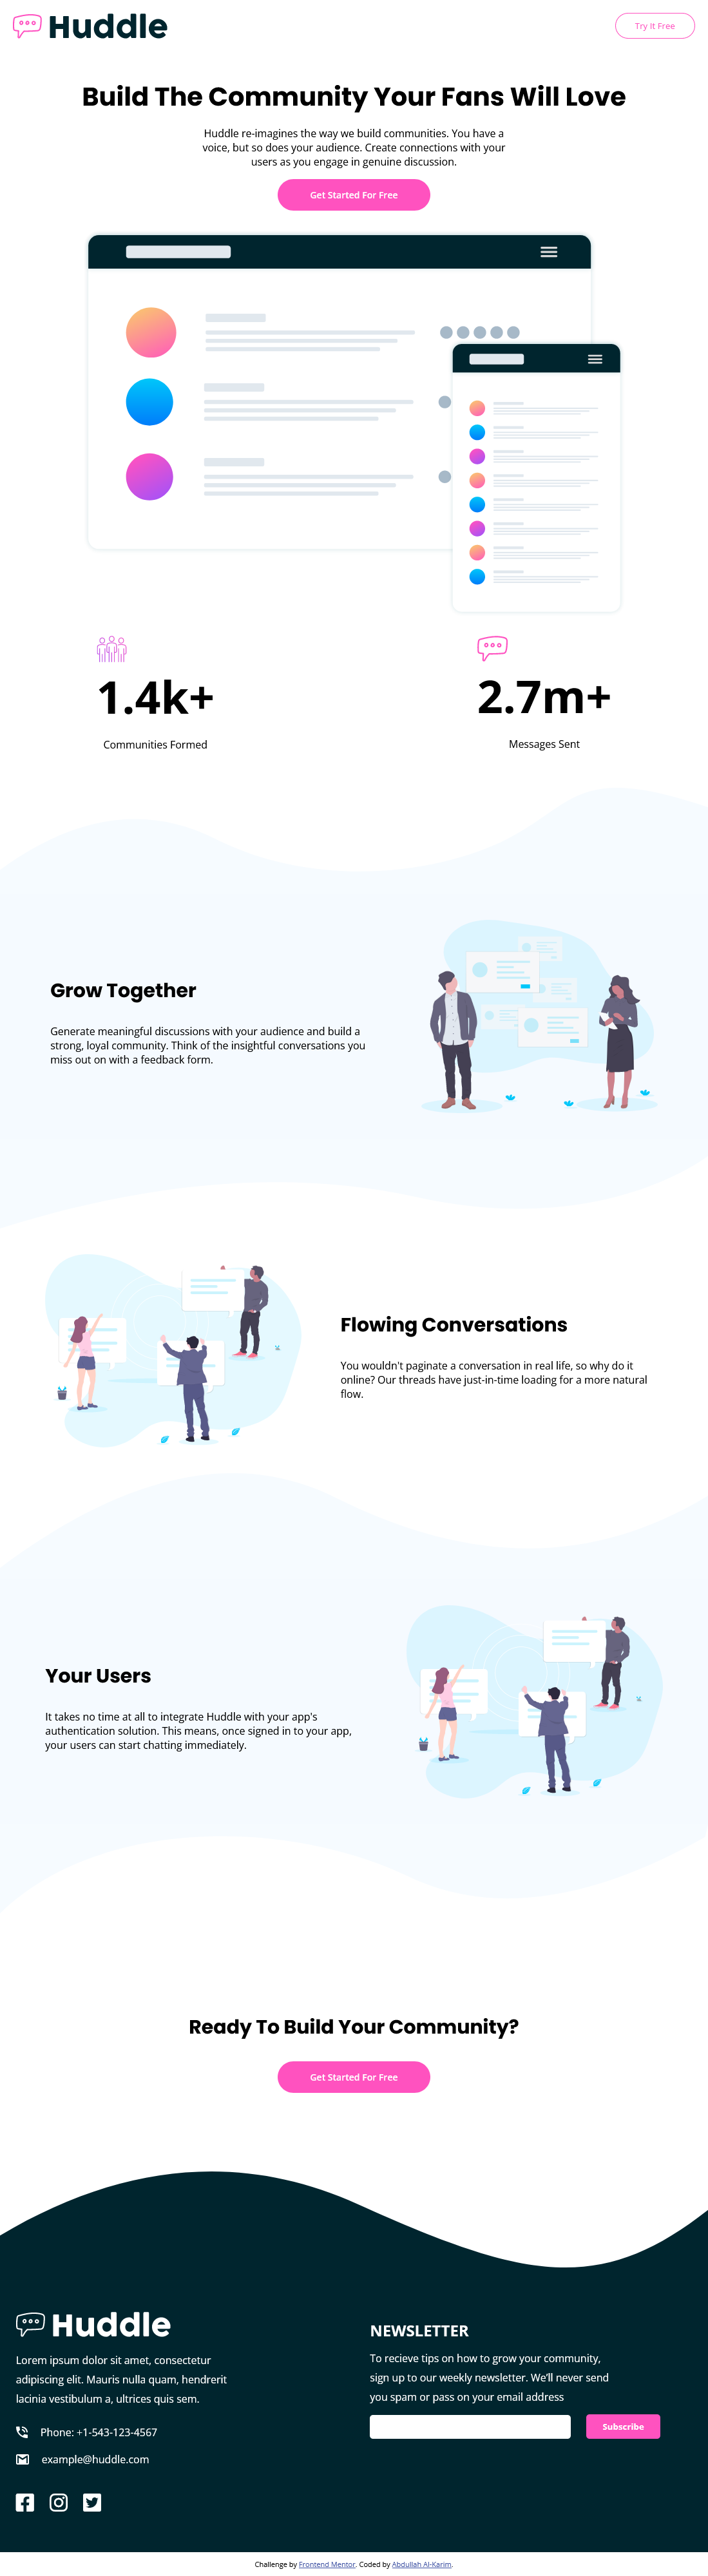 Huddle
Try It Free
Build The Community Your Fans Will Love
Huddle re-imagines the way we build communities. You have a
voice, but so does your audience. Create connections with your
users as you engage in genuine discussion.
Get Started For Free
1.4k+
Communities Formed
2.7m+
Messages Sent
Grow Together
Generate meaningful discussions with your audience and build a
strong, loyal community. Think of the insightful conversations you
miss out on with a feedback form.
Flowing Conversations
You wouldn't paginate a conversation in real life, so why do it
online? Our threads have just-in-time loading for a more natural
flow.
Your Users
It takes no time at all to integrate Huddle with your app's
authentication solution. This means, once signed in to your app,
your users can start chatting immediately.
Ready To Build Your Community?
Get Started For Free
Huddle
Lorem ipsum dolor sit amet, consectetur
adipiscing elit. Mauris nulla quam, hendrerit
lacinia vestibulum a, ultrices quis sem.
Phone: +1-543-123-4567
example@huddle.com
NEWSLETTER
To recieve tips on how to grow your community,
sign up to our weekly newsletter. We'll never send
you spam or pass on your email address
Subscribe
Challenge by Frontend Mentor. Coded by Abdullah Al-Karim.